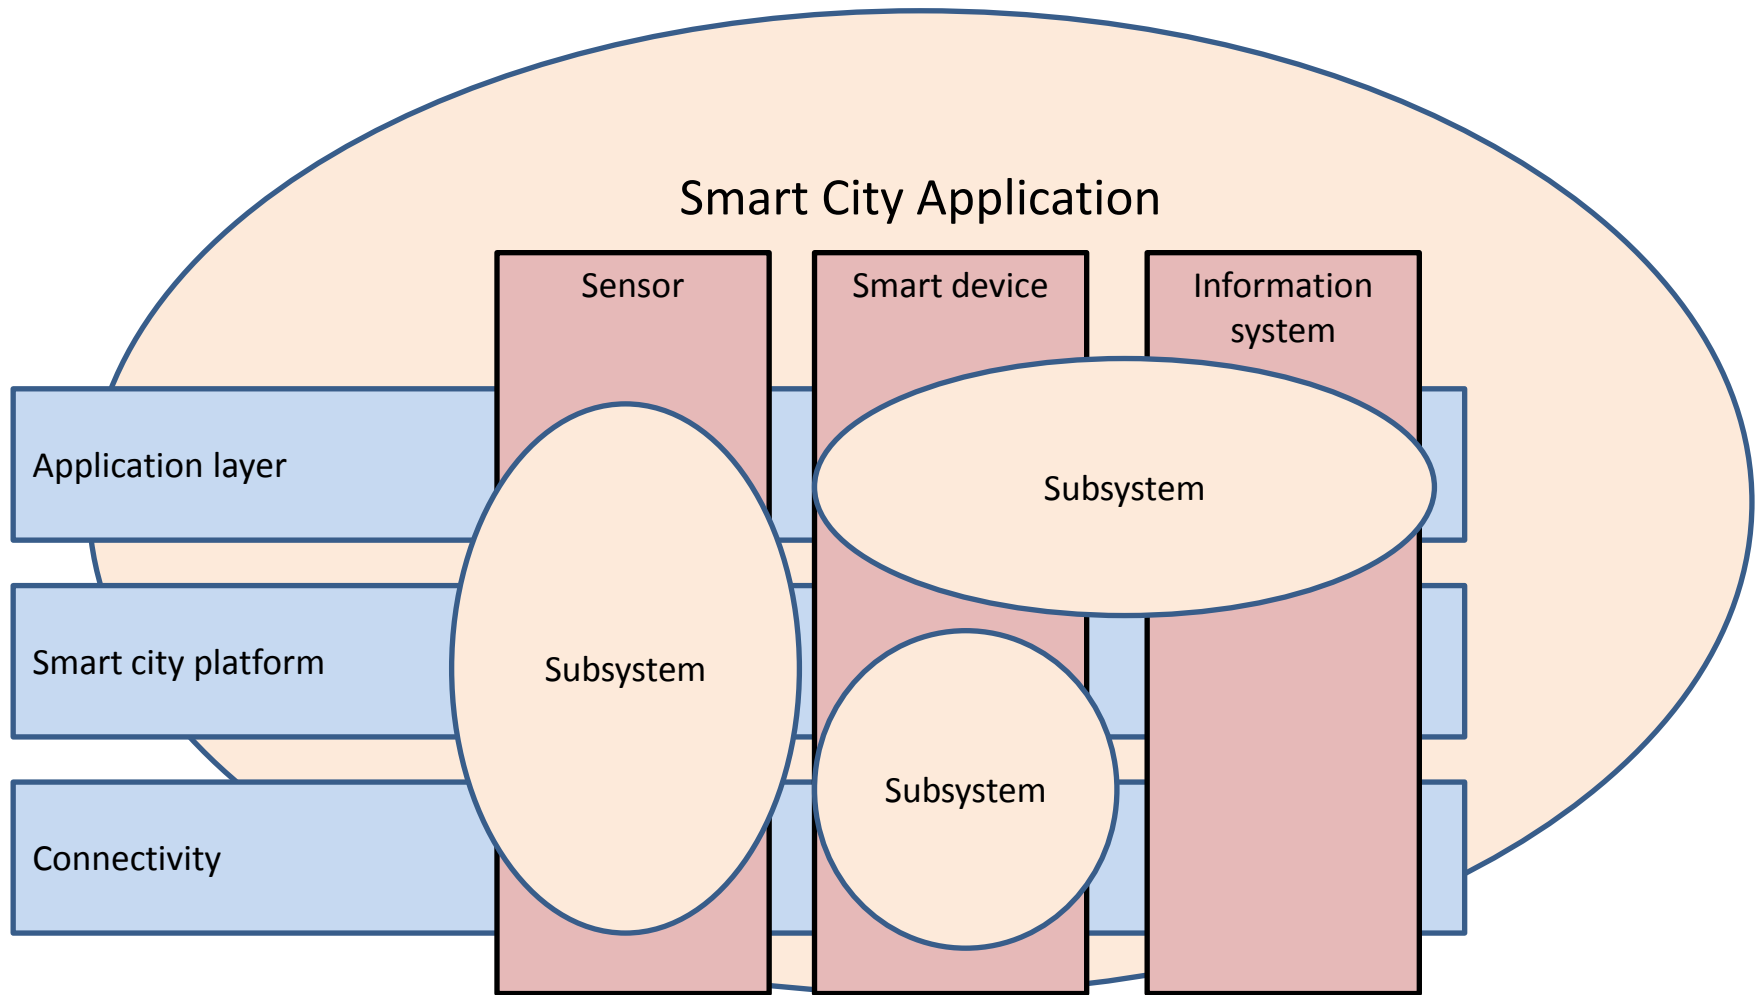 Smart City Application
Sensor
Smart device
Information
system
Application layer
Subsystem
Smart city platform
Subsystem
Subsystem
Connectivity